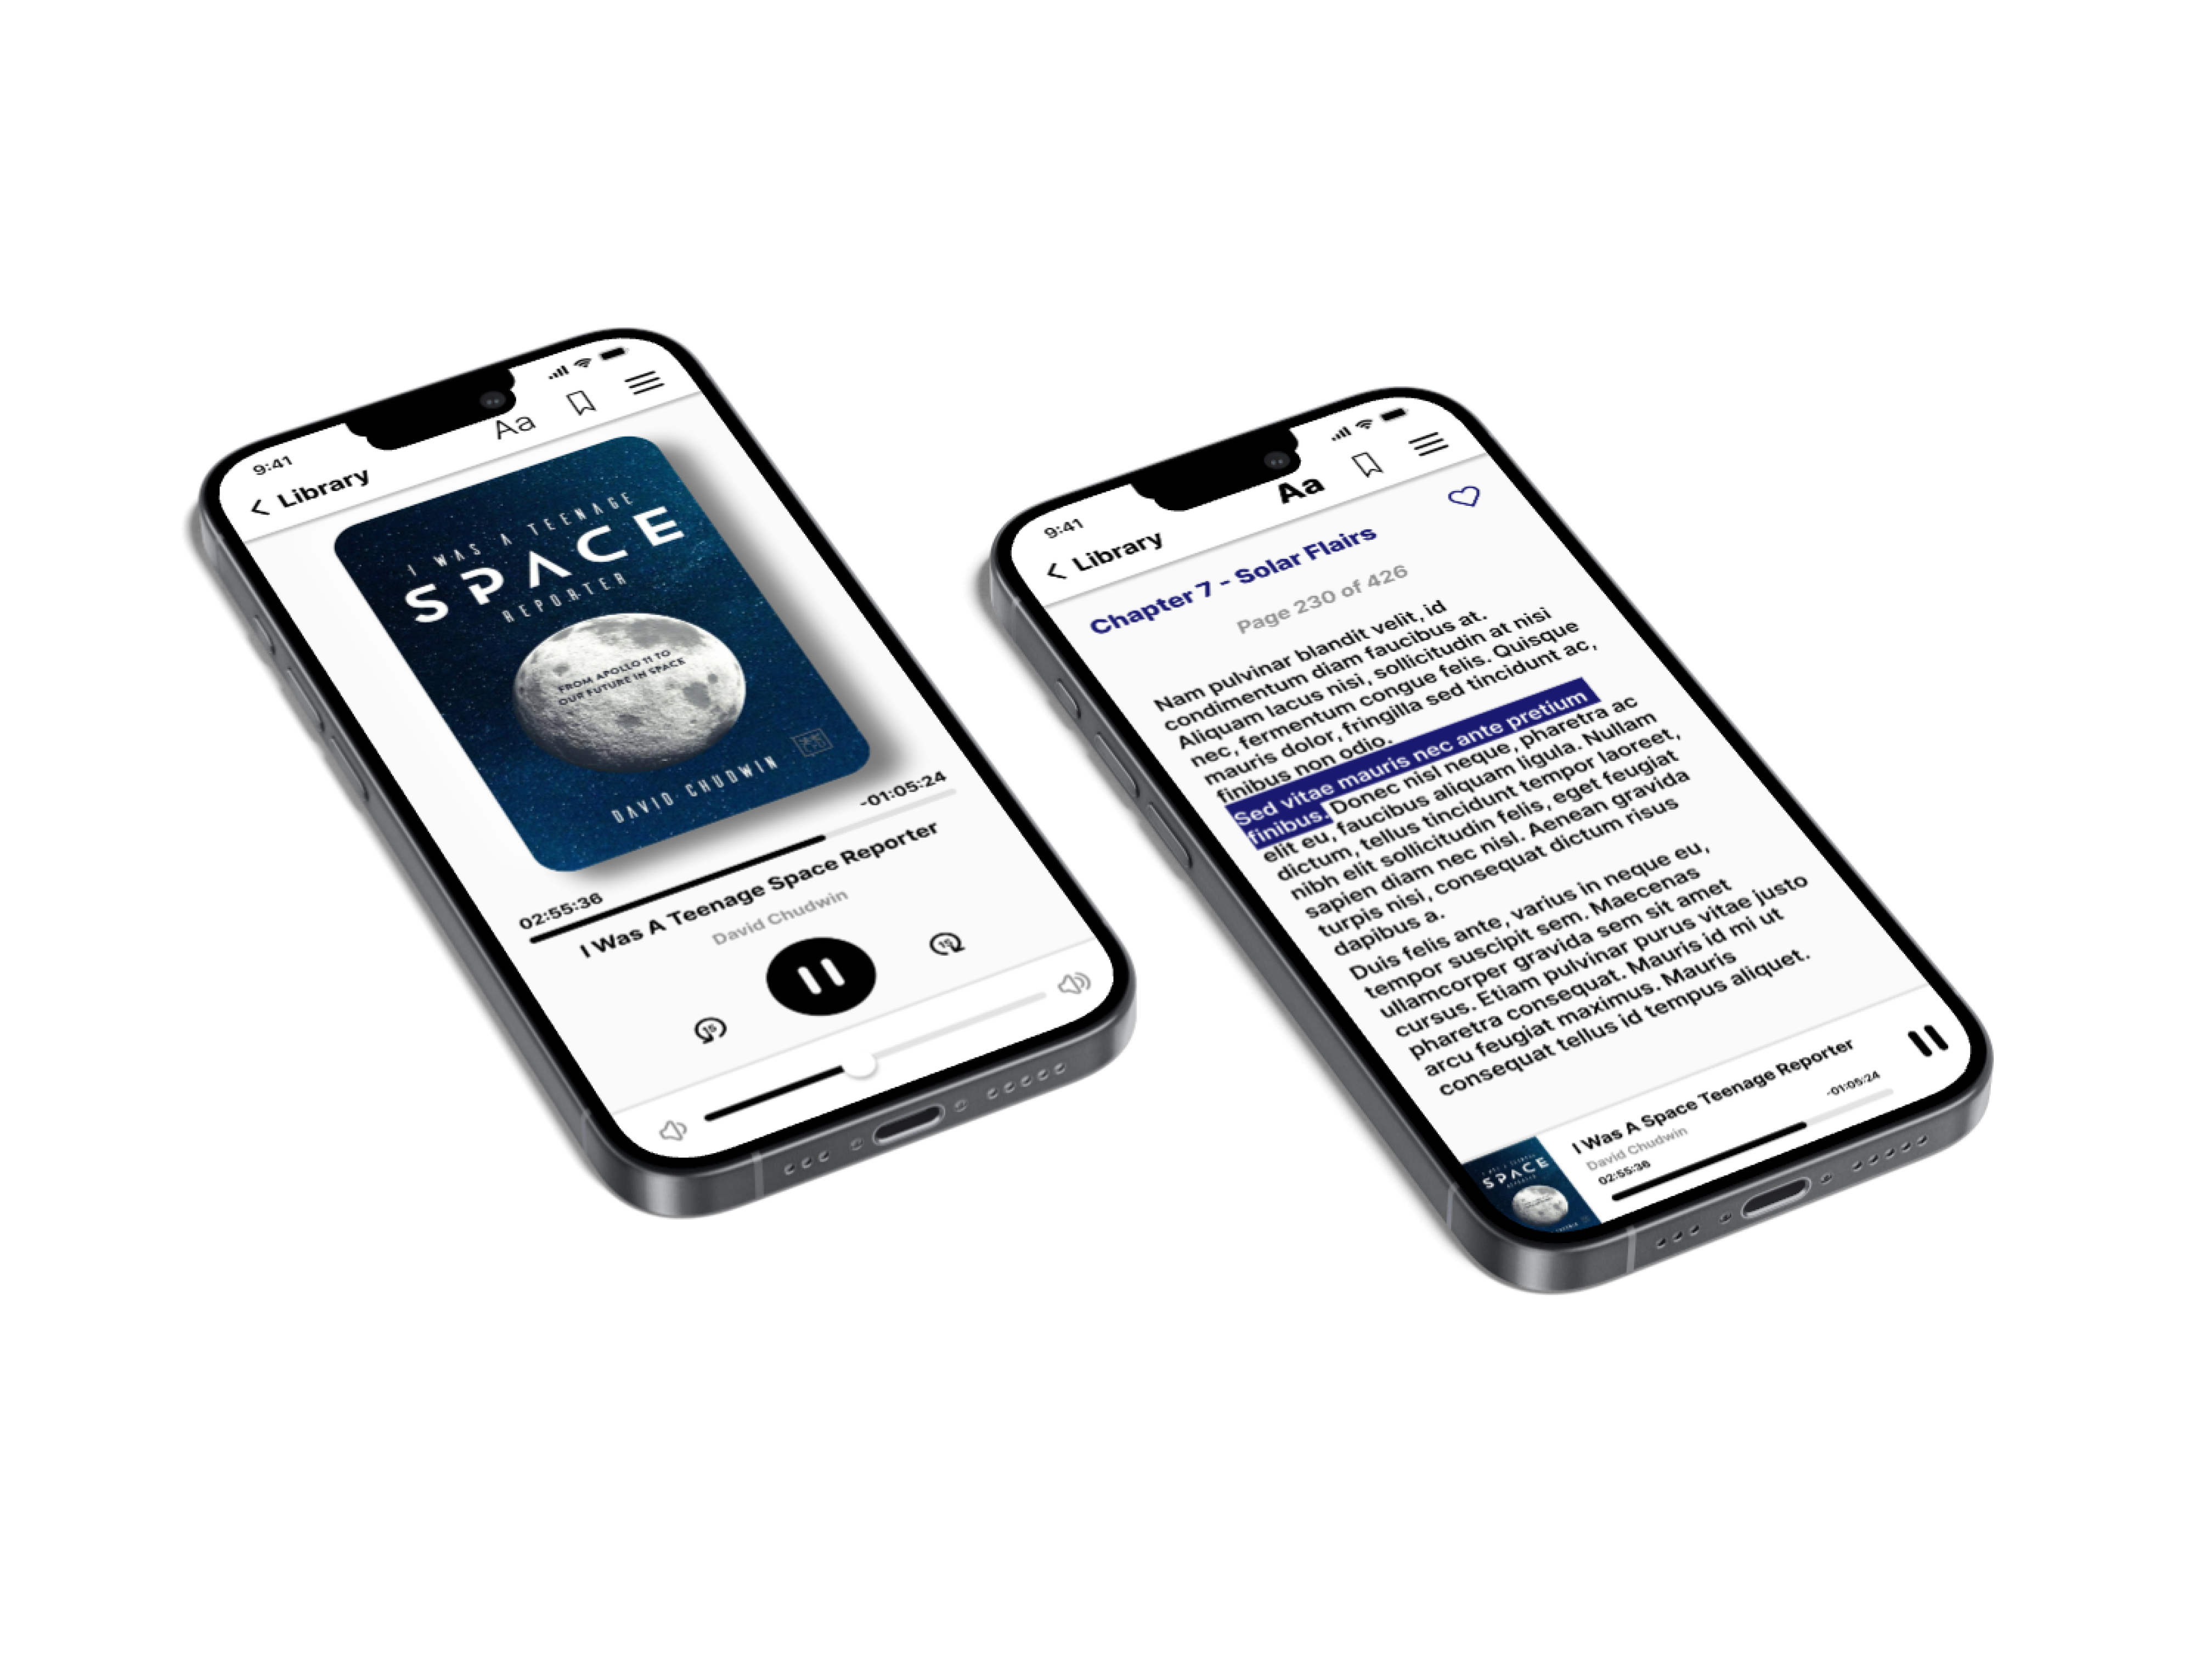 9:41
Library
Aa
I WAS A TEENAGE
SPACE
REPORTER
FROM APOLLO 11 TO
OUR FUTURE IN SPACE
DAVID CHUDWIN
02:55:36
-01:05:24
I Was A Teenage Space Reporter
David Chudwin
15
15
9:41
Library
Aa
Chapter 7 - Solar Flairs
Page 230 of 426
Nam pulvinar blandit velit, id
condimentum diam faucibus at.
Aliquam lacus nisi, sollicitudin at nisi
nec, fermentum congue felis. Quisque
mauris dolor, fringilla sed tincidunt ac,
finibus non odio.
Sed vitae mauris nec ante pretium
finibus. Donec nisl neque, pharetra ac
elit eu, faucibus aliquam ligula. Nullam
dictum, tellus tincidunt tempor laoreet,
nibh elit sollicitudin felis, eget feugiat
sapien diam nec nisl. Aenean gravida
turpis nisi, consequat dictum risus
dapibus a.
Duis felis ante, varius in neque eu,
tempor suscipit sem. Maecenas
ullamcorper gravida sem sit amet
cursus. Etiam pulvinar purus vitae justo
pharetra consequat. Mauris id mi ut
arcu feugiat maximus. Mauris
consequat tellus id tempus aliquet.
SPACE
I Was A Space Teenage Reporter
David Chudwin
02:55:36
-01:05:24